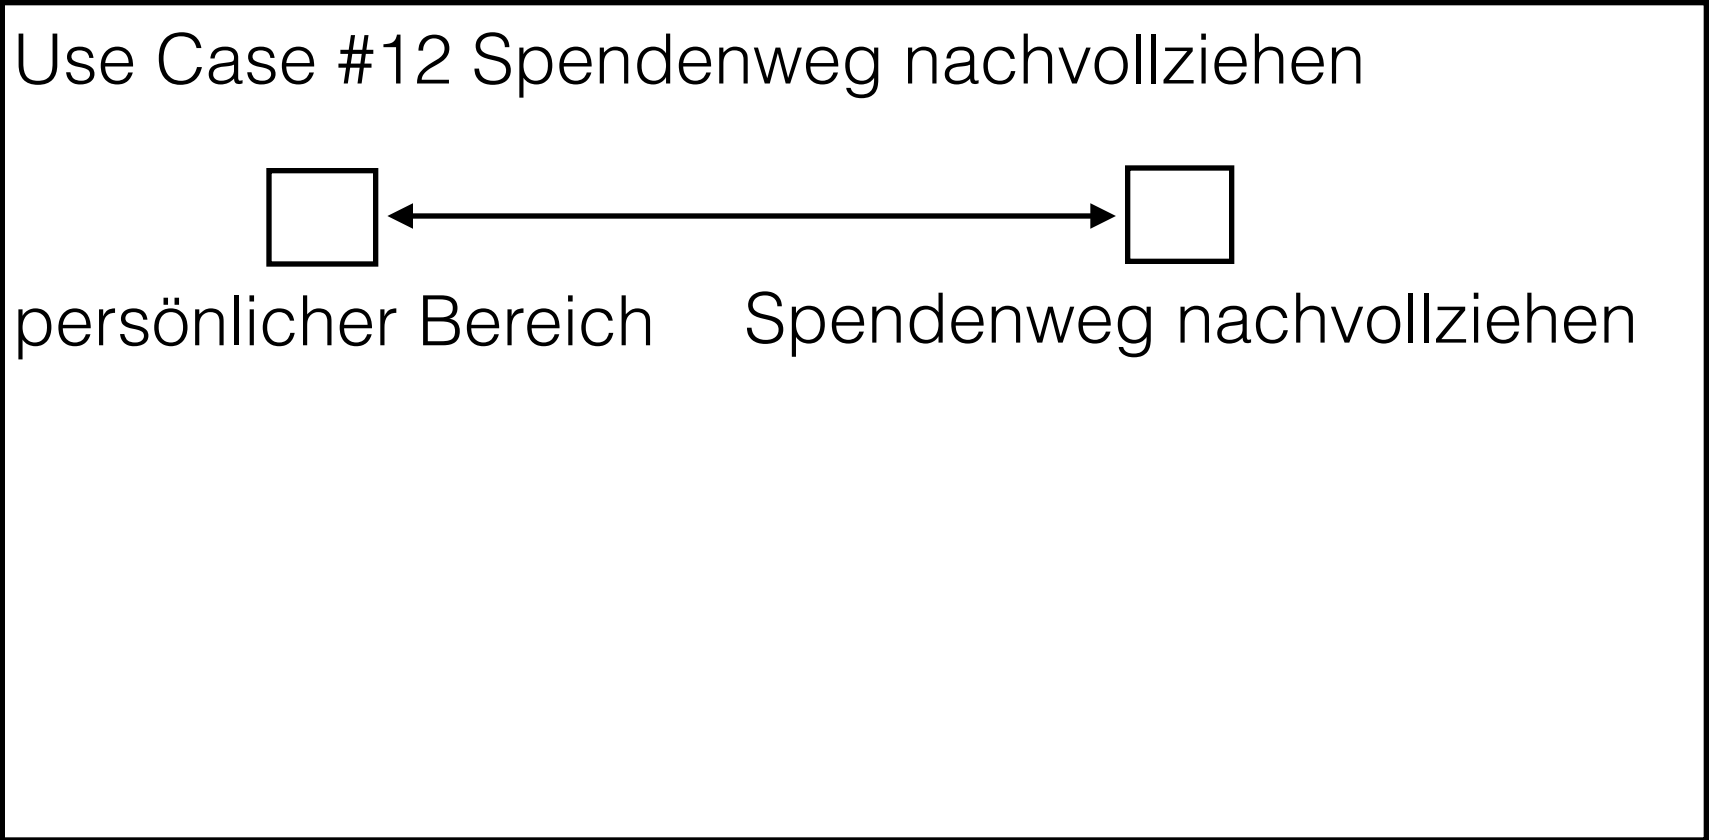 Use Case #12 Spendenweg nachvollziehen
persönlicher Bereich
Spendenweg nachvollziehen